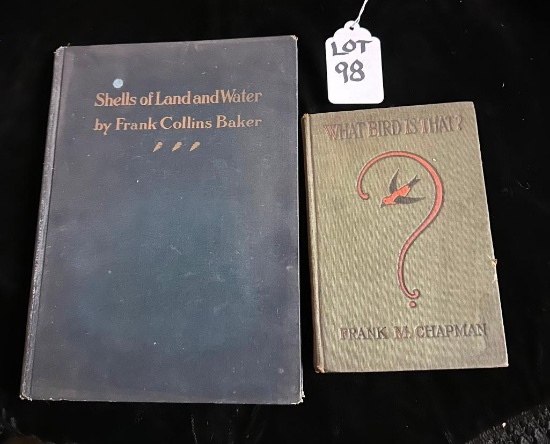 Shells of Land and Water
by Frank Collins Baker
LOT
98
WHAT BIRD IS THAT?
FRANK M. CHAPMAN